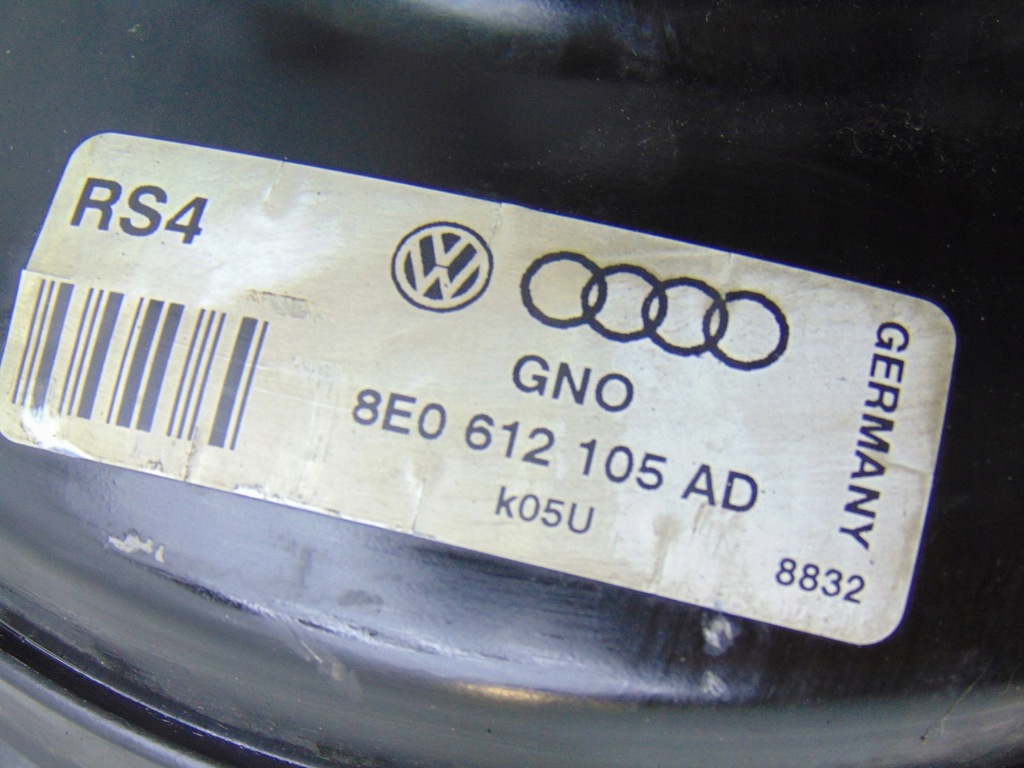 RS4
GNO
8E0 612 105 AD
k05U
GERMANY
8832